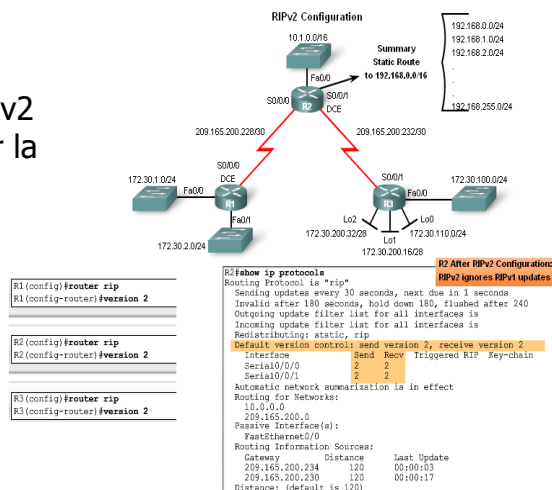 RIPv2 Configuration
10.1.0.0/16
Fa0/0
S0/0/0
S0/0/1
DCE
R2
Summary
Static Route
to 192.168.0.0/16
192.168.0.0/24
192.168.1.0/24
192.168.2.0/24
.
.
.
192.168.255.0/24
v2
r la
209.165.200.228/30
209.165.200.232/30
172.30.1.0/24
Fa0/0
S0/0/0
DCE
R1
Fa0/1
172.30.2.0/24
S0/0/1
R3
Fa0/0
172.30.100.0/24
Lo2
Lo1
Lo0
172.30.200.32/28
172.30.110.0/24
172.30.200.16/28
R1(config)#router rip
R1(config-router)#version 2
R2(config)#router rip
R2(config-router)#version 2
R3(config)#router rip
R3(config-router)#version 2
R2 After RIPv2 Configuration:
RIPv2 ignores RIPv1 updates
R2#show ip protocols
Routing Protocol is "rip"
Sending updates every 30 seconds, next due in 1 seconds
Invalid after 180 seconds, hold down 180, flushed after 240
Outgoing update filter list for all interfaces is
Incoming update filter list for all interfaces is
Redistributing: static, rip
Default version control: send version 2, receive version 2
Interface Send Recv Triggered RIP Key-chain
Serial0/0/0 2 2
Serial0/0/1 2 2
Automatic network summarization is in effect
Routing for Networks:
10.0.0.0
209.165.200.0
Passive Interface(s):
FastEthernet0/0
Routing Information Sources:
Gateway Distance Last Update
209.165.200.234 120 00:00:03
209.165.200.230 120 00:00:17
Distance: (default is 120)